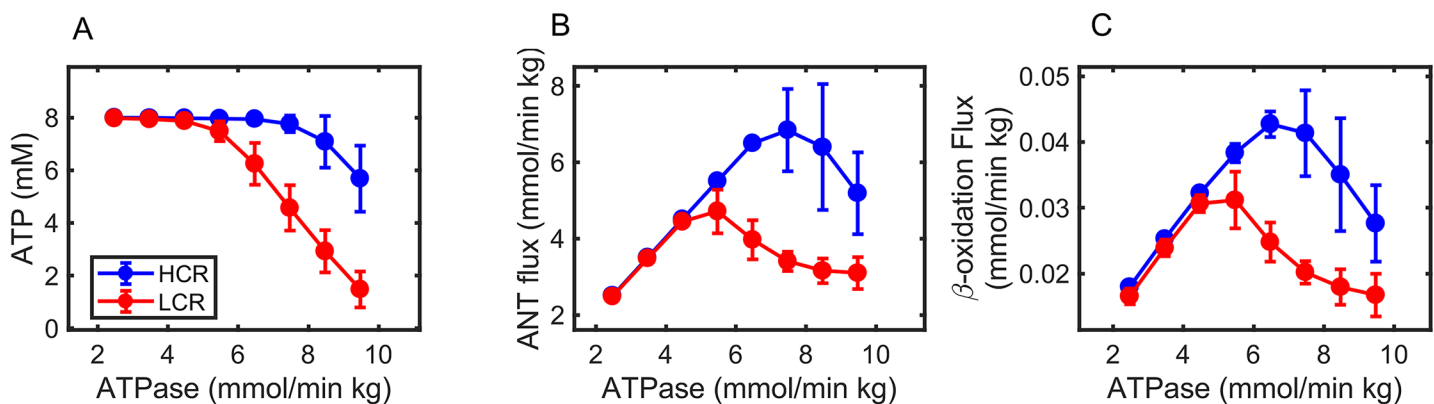 A
ATP (mM)
8
6
4
2
0
HCR
LCR
2 4 6 8 10
ATPase (mmol/min kg)
B
ANT flux (mmol/min kg)
8
6
4
2
2 4 6 8 10
ATPase (mmol/min kg)
C
β-oxidation Flux
(mmol/min kg)
0.05
0.04
0.03
0.02
2 4 6 8 10
ATPase (mmol/min kg)